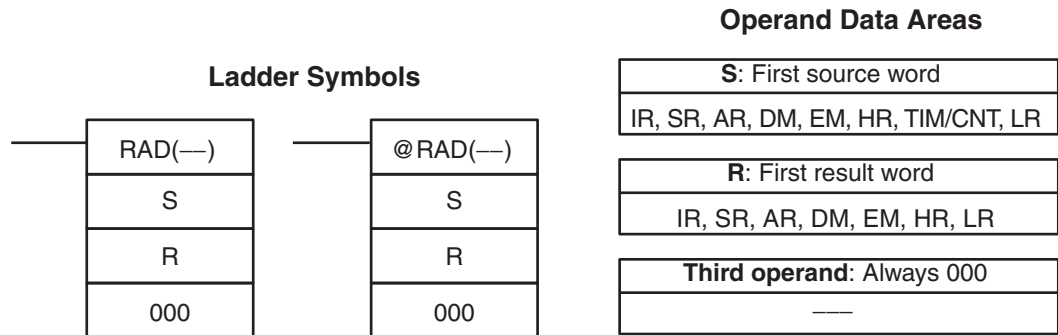 Ladder Symbols
RAD(––)
S
R
000
@RAD(––)
S
R
000
Operand Data Areas
S: First source word
IR, SR, AR, DM, EM, HR, TIM/CNT, LR
R: First result word
IR, SR, AR, DM, EM, HR, LR
Third operand: Always 000
–––